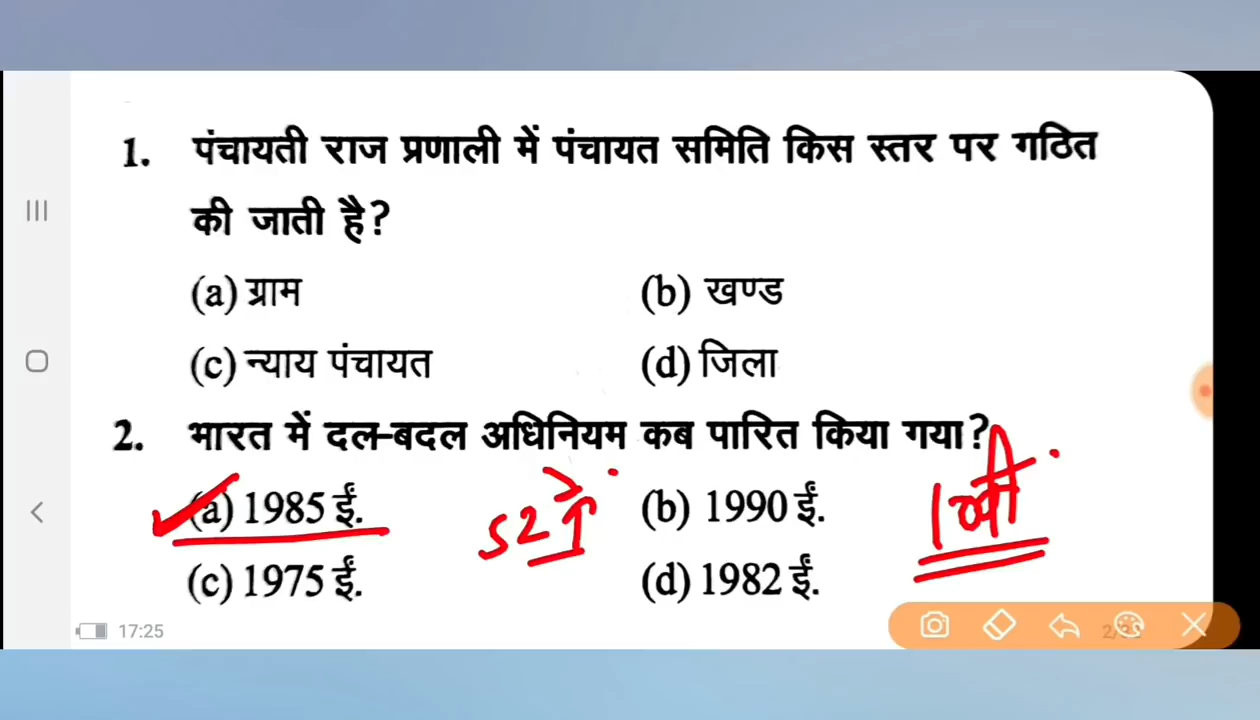 1. पंचायती राज प्रणाली में पंचायत समिति किस स्तर पर गठित
की जाती है?
(a) ग्राम (b) खण्ड
(c) न्याय पंचायत (d) जिला
2. भारत में दल-बदल अधिनियम कब पारित किया गया?
(a) 1985 ईं. 52 वें (b) 1990 ईं.
(c) 1975 ईं. (d) 1982 ईं.
17:25